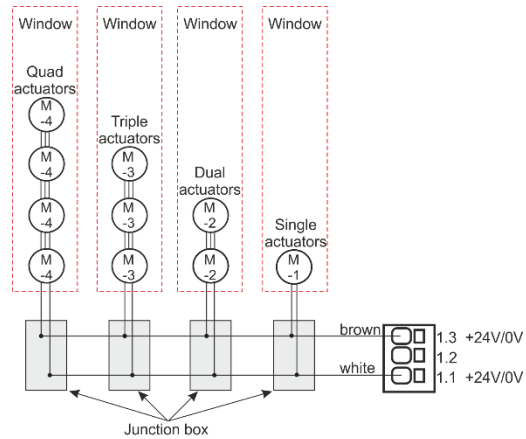 Window
Window
Window
Window
Quad
actuators
M
-4
M
-4
M
-4
M
-4
Triple
actuators
M
-3
M
-3
M
-3
Dual
actuators
M
-2
M
-2
Single
actuators
M
-1
brown
1.3 +24V/0V
1.2
white
1.1 +24V/0V
Junction box